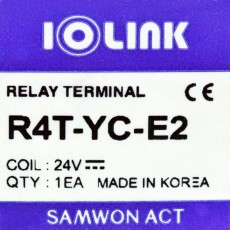 IOLINK
RELAY TERMINAL CE
R4T-YC-E2
COIL : 24V⎓
QTY : 1EA MADE IN KOREA
SAMWON ACT